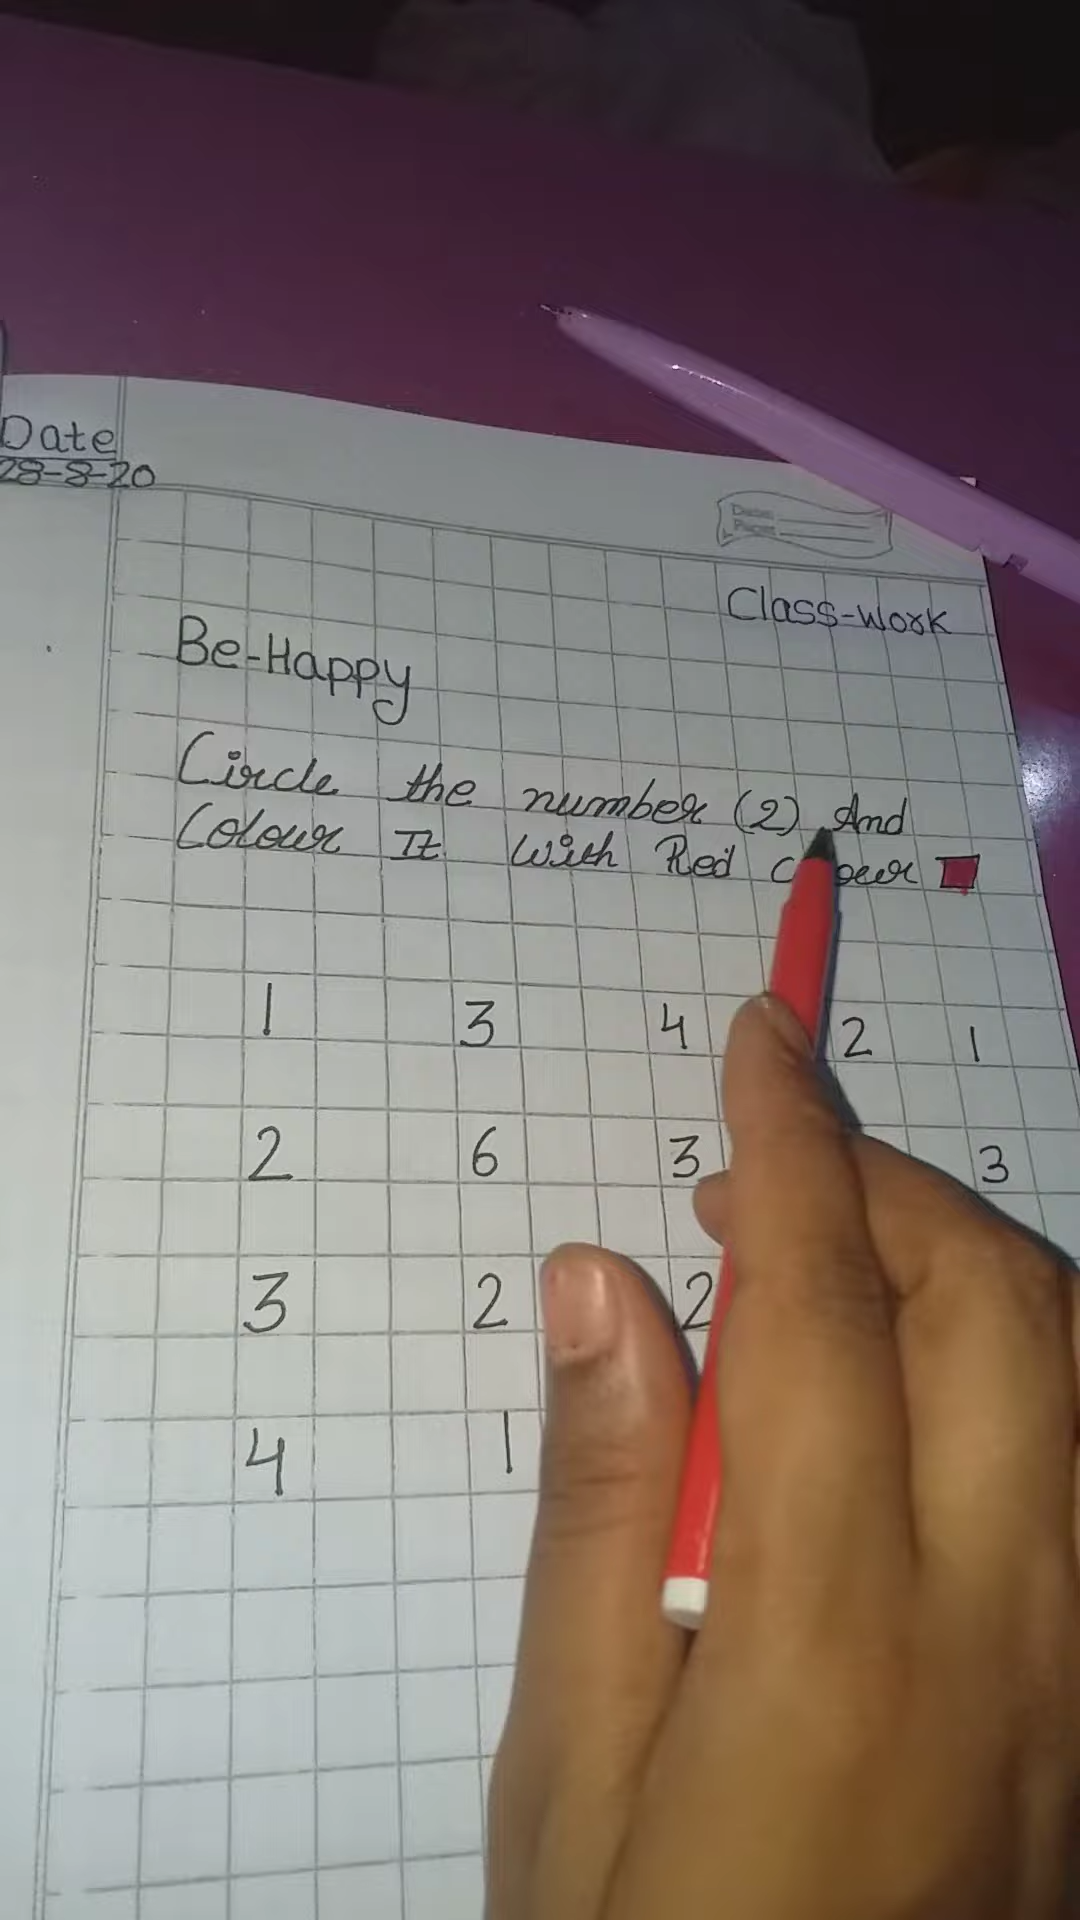 Date
28-8-20
Class-Work
Be-Happy
Circle the number (2) And
Colour It With Red colour
1 3 4 2 1
2 6 3 3
3 2 2
4 1